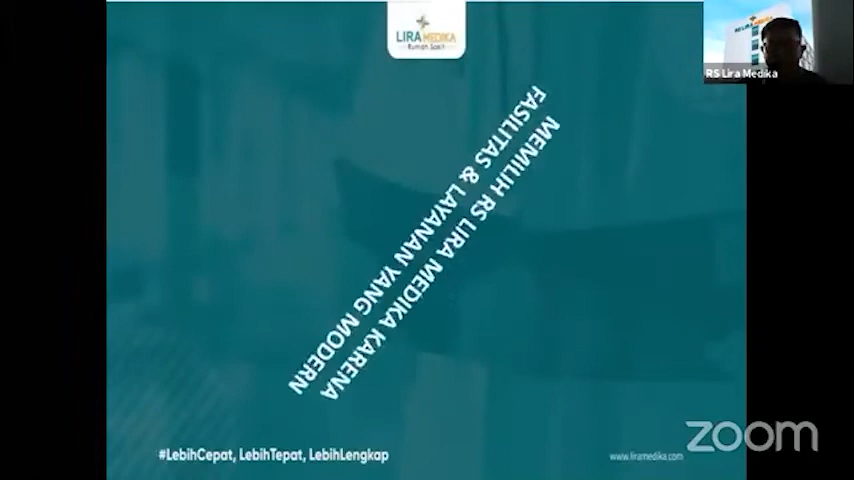 LIRA MEDIKA
Rumah Sakit
RS Lira Medika
MEMILIH RS LIRA MEDIKA KARENA
FASILITAS & LAYANAN YANG MODERN
#LebihCepat, LebihTepat, LebihLengkap
www.liramedika.com
zoom